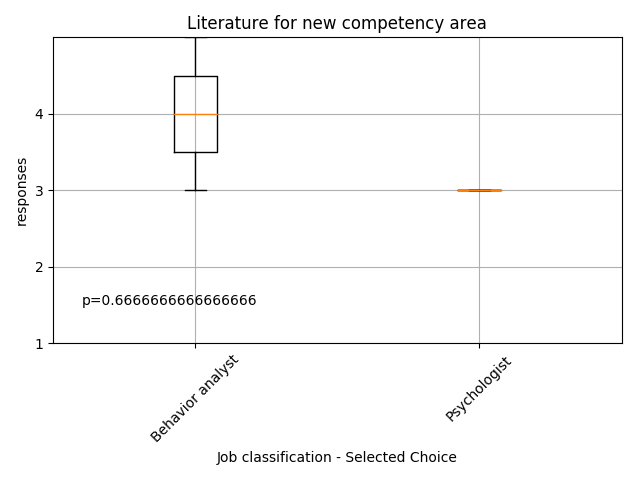 Literature for new competency area
responses
4
3
2
1
p=0.6666666666666666
Behavior analyst
Psychologist
Job classification - Selected Choice